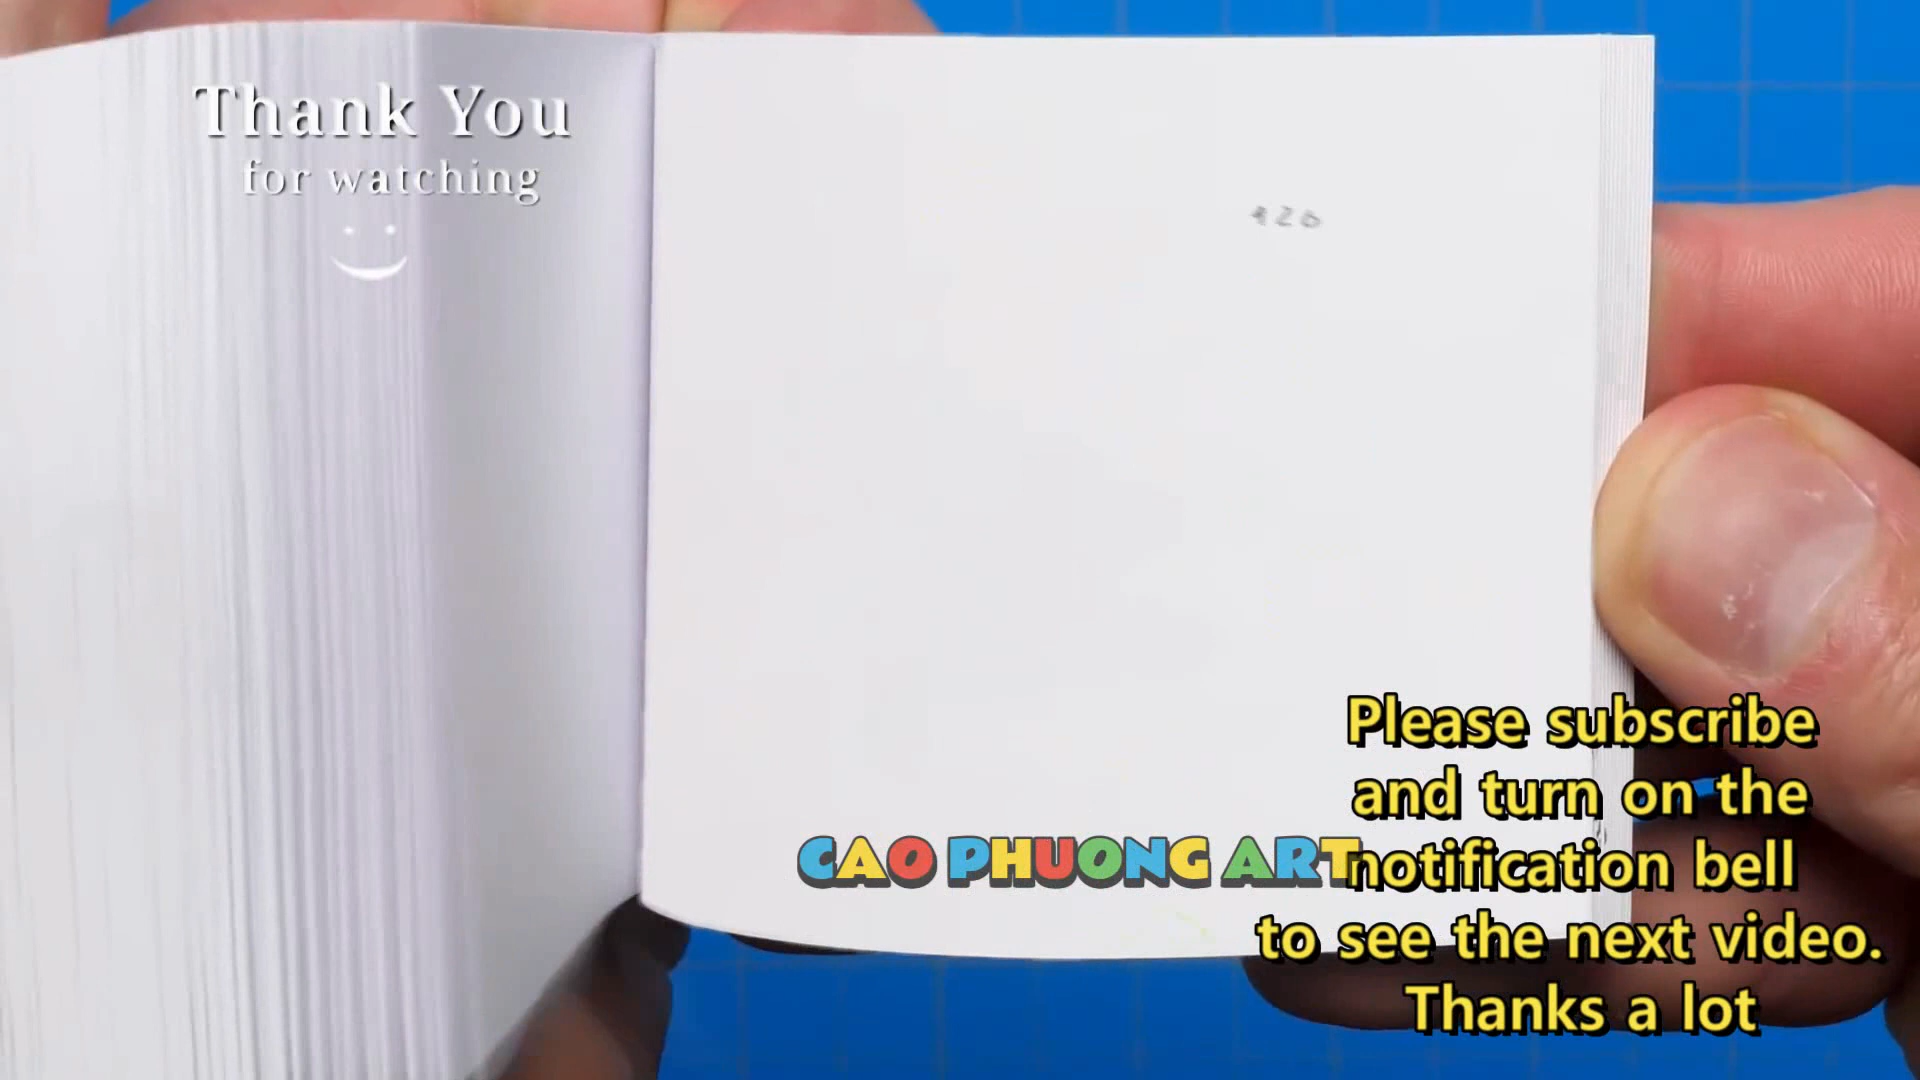 Thank You
for watching
CAO PHUONG ART
Please subscribe
and turn on the
notification bell
to see the next video.
Thanks a lot